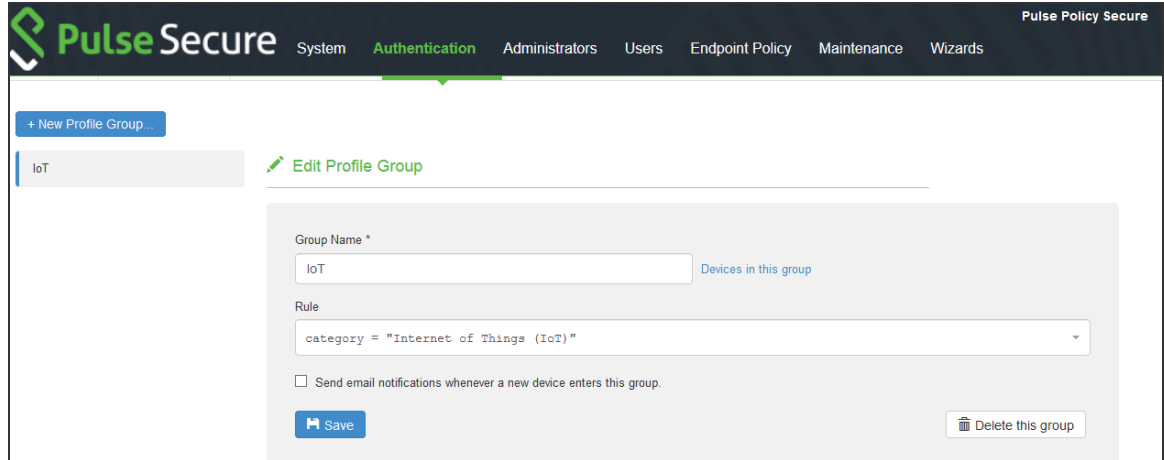 Pulse Policy Secure
Pulse Secure System Authentication Administrators Users Endpoint Policy Maintenance Wizards
+ New Profile Group...
IoT
Edit Profile Group
Group Name *
IoT Devices in this group
Rule
category = "Internet of Things (IoT)"
Send email notifications whenever a new device enters this group.
Save Delete this group